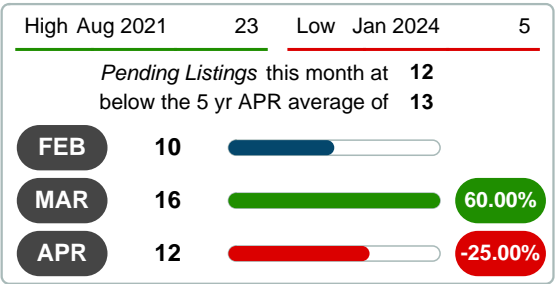 High Aug 2021 23 Low Jan 2024 5
Pending Listings this month at 12
below the 5 yr APR average of 13
FEB 10
MAR 16 60.00%
APR 12 -25.00%